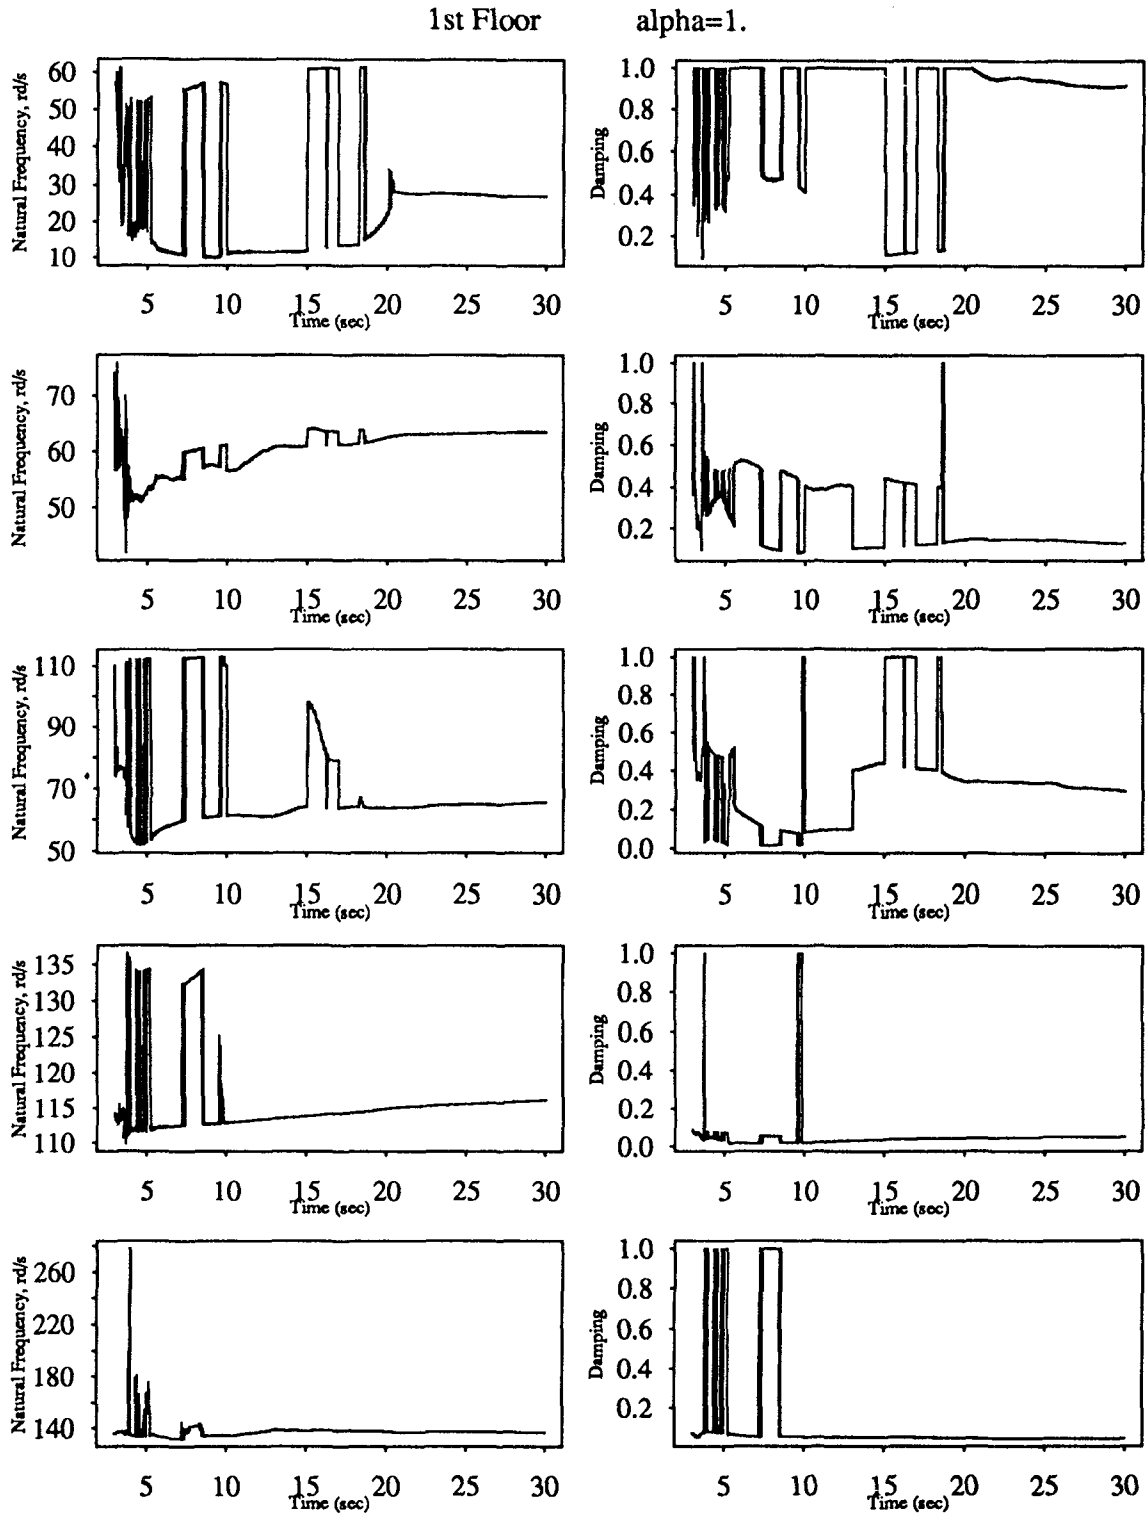 1st Floor alpha=1.
Natural Frequency, rd/s
60
50
40
30
20
10
5 10 15 20 25 30
Time (sec)
Damping
1.0
0.8
0.6
0.4
0.2
5 10 15 20 25 30
Time (sec)
Natural Frequency, rd/s
70
60
50
5 10 15 20 25 30
Time (sec)
Damping
1.0
0.8
0.6
0.4
0.2
5 10 15 20 25 30
Time (sec)
Natural Frequency, rd/s
110
90
70
50
5 10 15 20 25 30
Time (sec)
Damping
1.0
0.8
0.6
0.4
0.2
0.0
5 10 15 20 25 30
Time (sec)
Natural Frequency, rd/s
135
130
125
120
115
110
5 10 15 20 25 30
Time (sec)
Damping
1.0
0.8
0.6
0.4
0.2
0.0
5 10 15 20 25 30
Time (sec)
Natural Frequency, rd/s
260
220
180
140
5 10 15 20 25 30
Time (sec)
Damping
1.0
0.8
0.6
0.4
0.2
5 10 15 20 25 30
Time (sec)